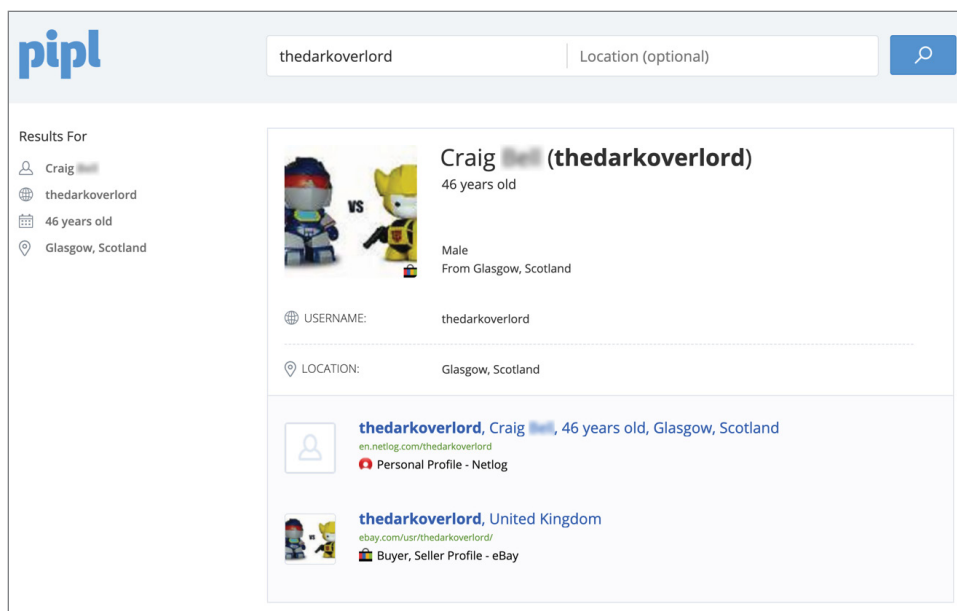 pipl
thedarkoverlord
Location (optional)
Results For
Craig
thedarkoverlord
46 years old
Glasgow, Scotland
VS
Craig (thedarkoverlord)
46 years old
Male
From Glasgow, Scotland
USERNAME: thedarkoverlord
LOCATION: Glasgow, Scotland
thedarkoverlord, Craig , 46 years old, Glasgow, Scotland
en.netlog.com/thedarkoverlord
Personal Profile - Netlog
thedarkoverlord, United Kingdom
ebay.com/usr/thedarkoverlord/
Buyer, Seller Profile - eBay